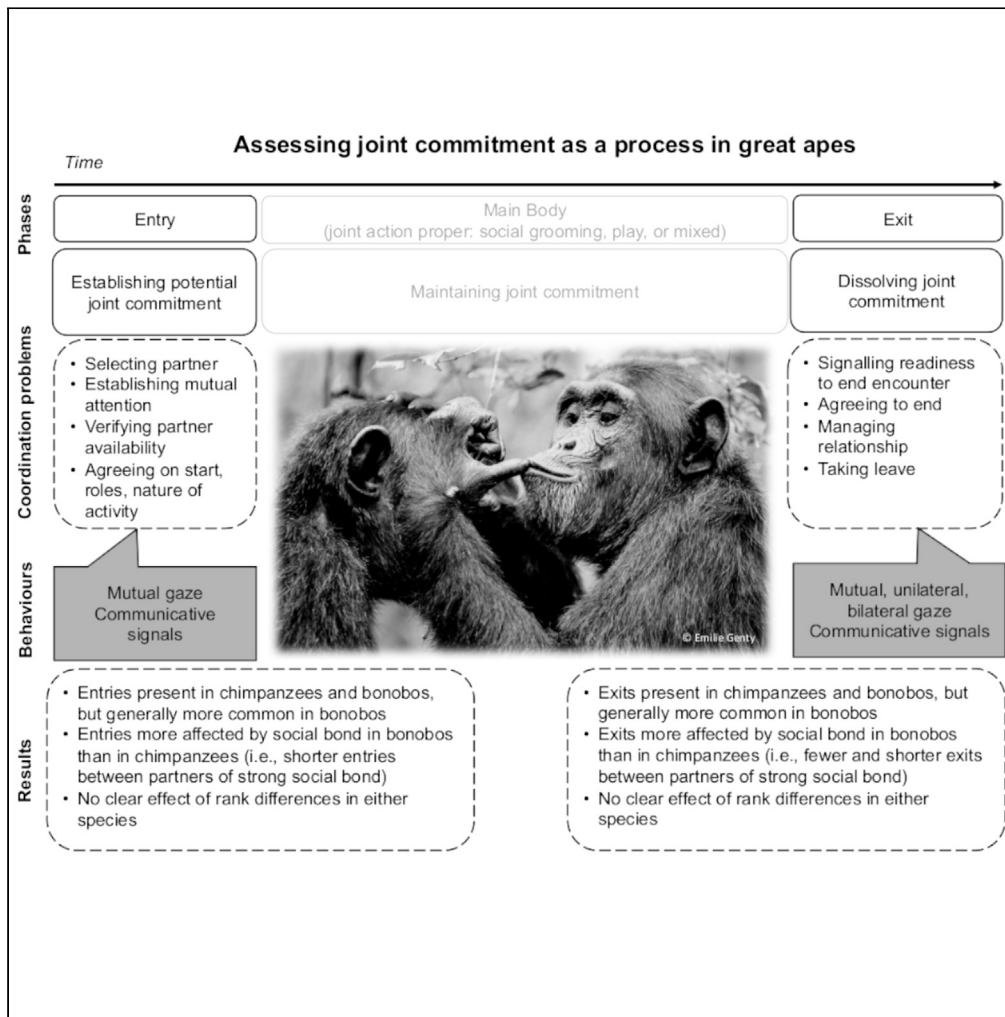 Assessing joint commitment as a process in great apes
Time
Phases
Entry
Main Body
(joint action proper: social grooming, play, or mixed)
Exit
Establishing potential
joint commitment
Maintaining joint commitment
Dissolving joint
commitment
Coordination problems
• Selecting partner
• Establishing mutual
attention
• Verifying partner
availability
• Agreeing on start,
roles, nature of
activity
• Signalling readiness
to end encounter
• Agreeing to end
• Managing
relationship
• Taking leave
Behaviours
Mutual gaze
Communicative
signals
© Emilie Genty
Mutual, unilateral,
bilateral gaze
Communicative signals
Results
• Entries present in chimpanzees and bonobos,
but generally more common in bonobos
• Entries more affected by social bond in bonobos
than in chimpanzees (i.e., shorter entries
between partners of strong social bond)
• No clear effect of rank differences in either
species
• Exits present in chimpanzees and bonobos, but
generally more common in bonobos
• Exits more affected by social bond in bonobos
than in chimpanzees (i.e., fewer and shorter exits
between partners of strong social bond)
• No clear effect of rank differences in either
species